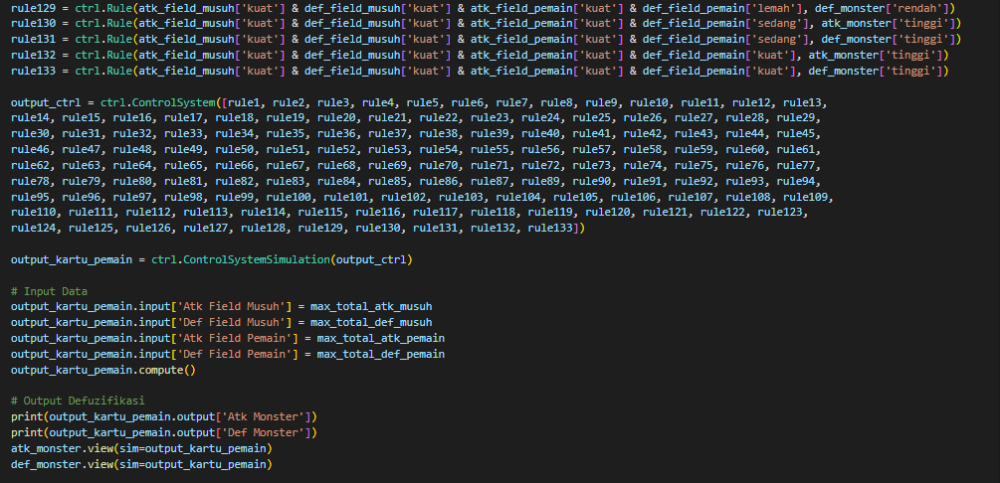 rule129 = ctrl.Rule(atk_field_musuh['kuat'] & def_field_musuh['kuat'] & atk_field_pemain['kuat'] & def_field_pemain['lemah'], def_monster['rendah'])
rule130 = ctrl.Rule(atk_field_musuh['kuat'] & def_field_musuh['kuat'] & atk_field_pemain['kuat'] & def_field_pemain['sedang'], atk_monster['tinggi'])
rule131 = ctrl.Rule(atk_field_musuh['kuat'] & def_field_musuh['kuat'] & atk_field_pemain['kuat'] & def_field_pemain['sedang'], def_monster['tinggi'])
rule132 = ctrl.Rule(atk_field_musuh['kuat'] & def_field_musuh['kuat'] & atk_field_pemain['kuat'] & def_field_pemain['kuat'], atk_monster['tinggi'])
rule133 = ctrl.Rule(atk_field_musuh['kuat'] & def_field_musuh['kuat'] & atk_field_pemain['kuat'] & def_field_pemain['kuat'], def_monster['tinggi'])
output_ctrl = ctrl.ControlSystem([rule1, rule2, rule3, rule4, rule5, rule6, rule7, rule8, rule9, rule10, rule11, rule12, rule13,
rule14, rule15, rule16, rule17, rule18, rule19, rule20, rule21, rule22, rule23, rule24, rule25, rule26, rule27, rule28, rule29,
rule30, rule31, rule32, rule33, rule34, rule35, rule36, rule37, rule38, rule39, rule40, rule41, rule42, rule43, rule44, rule45,
rule46, rule47, rule48, rule49, rule50, rule51, rule52, rule53, rule54, rule55, rule56, rule57, rule58, rule59, rule60, rule61,
rule62, rule63, rule64, rule65, rule66, rule67, rule68, rule69, rule70, rule71, rule72, rule73, rule74, rule75, rule76, rule77,
rule78, rule79, rule80, rule81, rule82, rule83, rule84, rule85, rule86, rule87, rule89, rule90, rule91, rule92, rule93, rule94,
rule95, rule96, rule97, rule98, rule99, rule100, rule101, rule102, rule103, rule104, rule105, rule106, rule107, rule108, rule109,
rule110, rule111, rule112, rule113, rule114, rule115, rule116, rule117, rule118, rule119, rule120, rule121, rule122, rule123,
rule124, rule125, rule126, rule127, rule128, rule129, rule130, rule131, rule132, rule133])
output_kartu_pemain = ctrl.ControlSystemSimulation(output_ctrl)
# Input Data
output_kartu_pemain.input['Atk Field Musuh'] = max_total_atk_musuh
output_kartu_pemain.input['Def Field Musuh'] = max_total_def_musuh
output_kartu_pemain.input['Atk Field Pemain'] = max_total_atk_pemain
output_kartu_pemain.input['Def Field Pemain'] = max_total_def_pemain
output_kartu_pemain.compute()
# Output Defuzifikasi
print(output_kartu_pemain.output['Atk Monster'])
print(output_kartu_pemain.output['Def Monster'])
atk_monster.view(sim=output_kartu_pemain)
def_monster.view(sim=output_kartu_pemain)